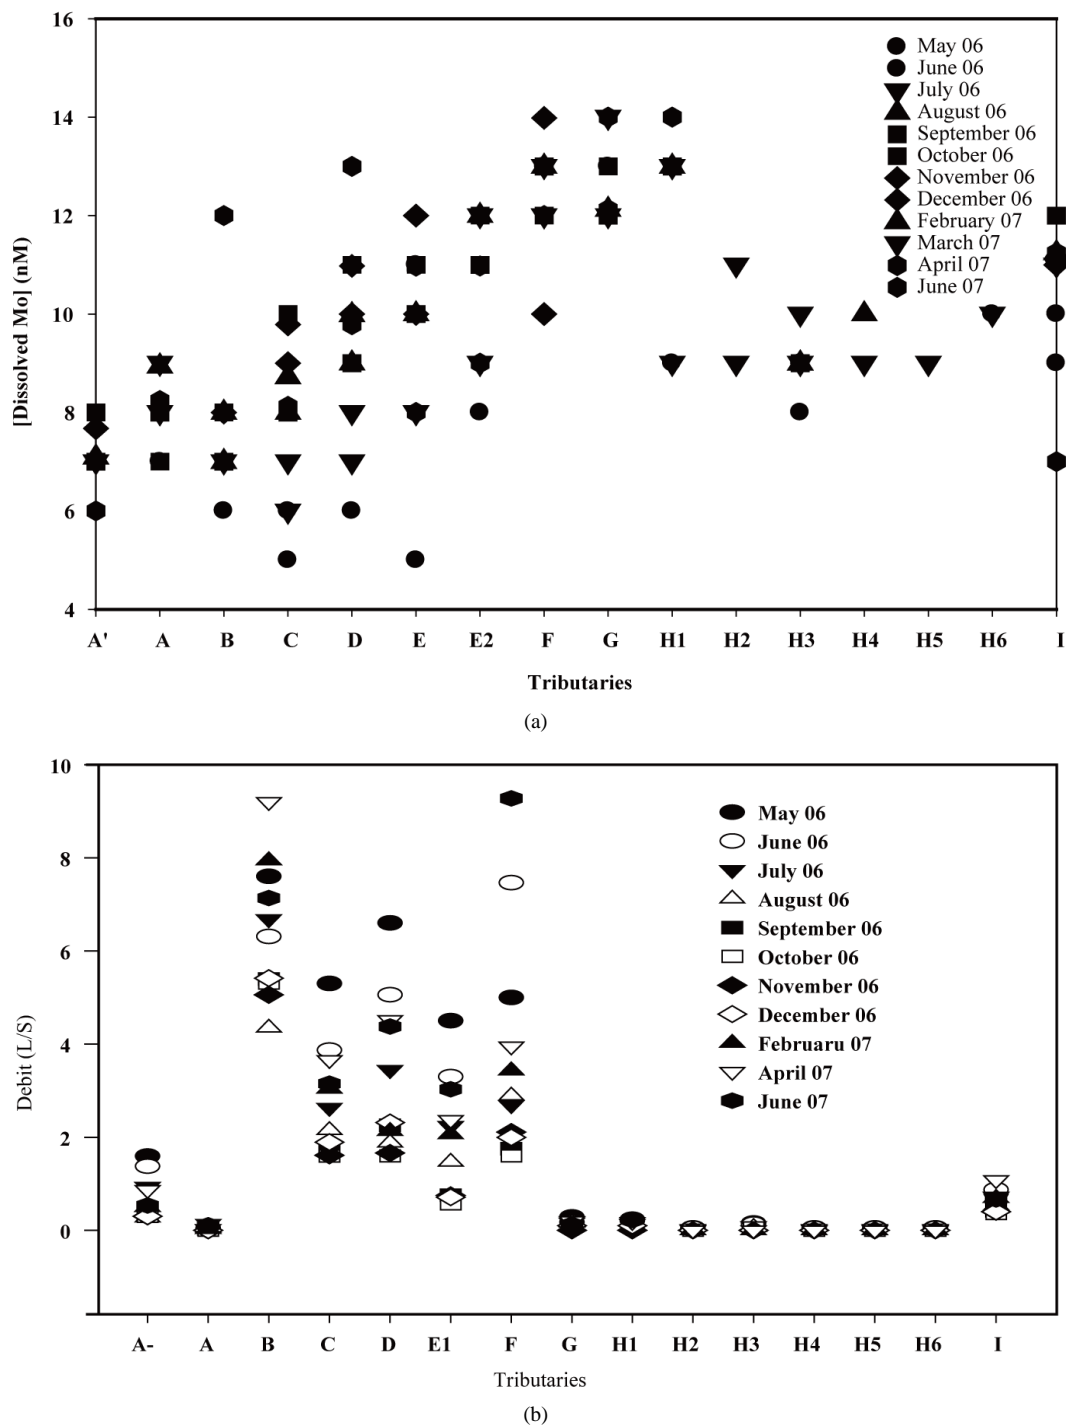 16
14
12
10
8
6
4
[Dissolved Mo] (nM)
May 06
June 06
July 06
August 06
September 06
October 06
November 06
December 06
February 07
March 07
April 07
June 07
A' A B C D E E2 F G H1 H2 H3 H4 H5 H6 I
Tributaries
(a)
10
8
6
4
2
0
Debit (L/S)
May 06
June 06
July 06
August 06
September 06
October 06
November 06
December 06
Februaru 07
April 07
June 07
A- A B C D E1 F G H1 H2 H3 H4 H5 H6 I
Tributaries
(b)